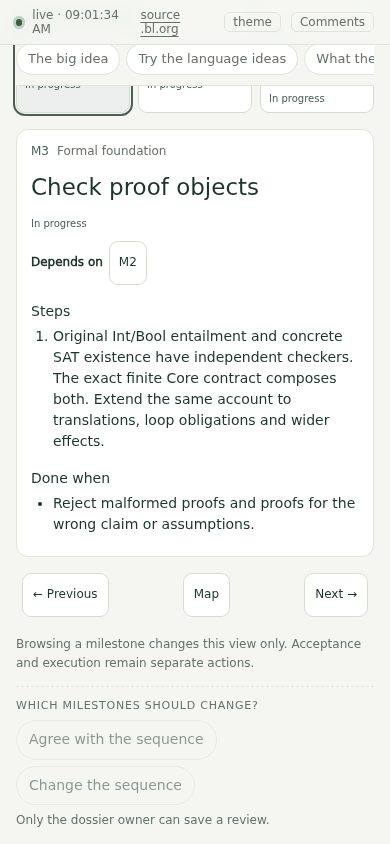 live · 09:01:34 AM
source .bl.org
theme
Comments
The big idea
Try the language ideas
What the
In progress
In progress
In progress
M3 Formal foundation
Check proof objects
In progress
Depends on M2
Steps
1. Original Int/Bool entailment and concrete
SAT existence have independent checkers.
The exact finite Core contract composes
both. Extend the same account to
translations, loop obligations and wider
effects.
Done when
• Reject malformed proofs and proofs for the
wrong claim or assumptions.
← Previous
Map
Next →
Browsing a milestone changes this view only. Acceptance
and execution remain separate actions.
WHICH MILESTONES SHOULD CHANGE?
Agree with the sequence
Change the sequence
Only the dossier owner can save a review.